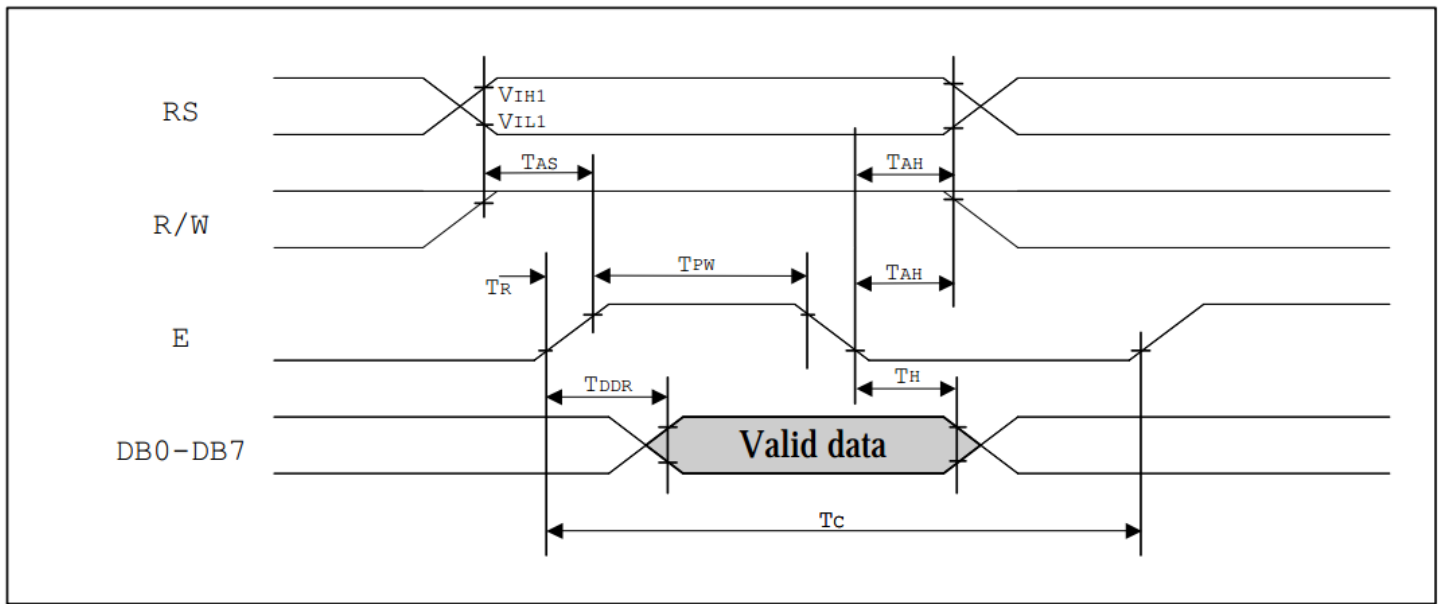 RS
VIH1
VIL1
TAS
TAH
R/W
TPW
TAH
TR
E
TDDR
TH
DB0-DB7
Valid data
TC